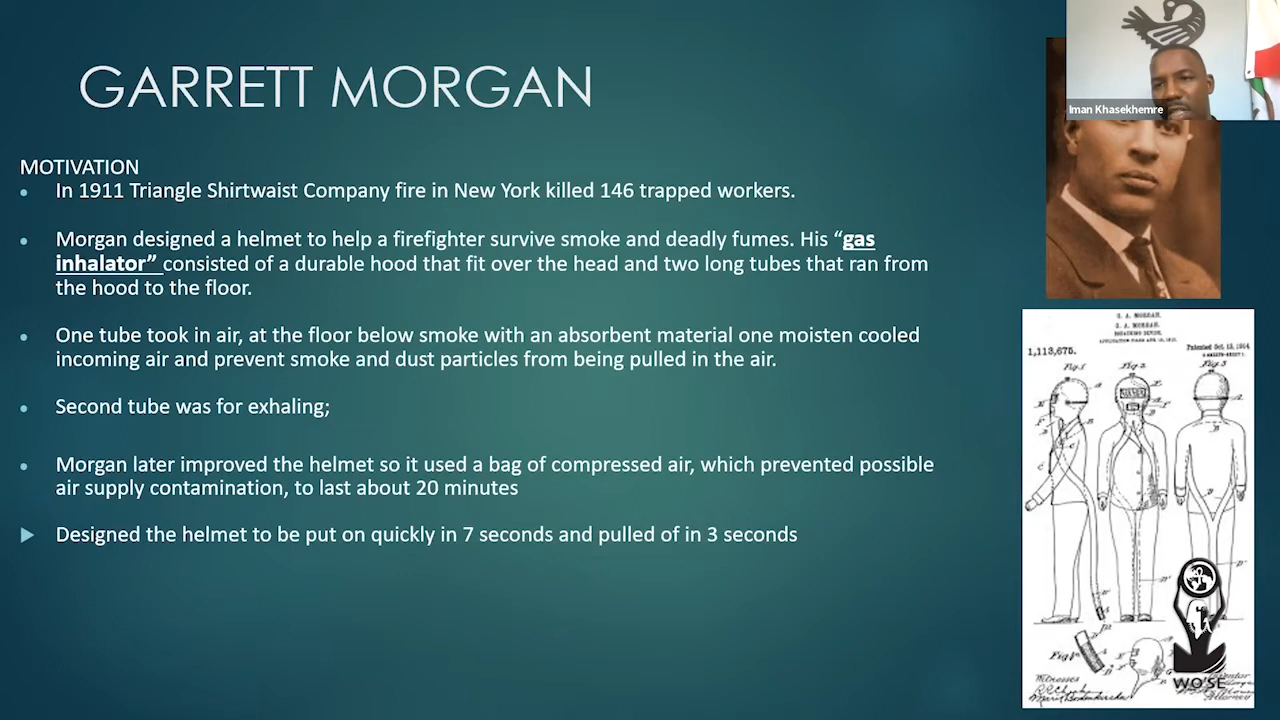 GARRETT MORGAN
Iman Khasekhemre
MOTIVATION
In 1911 Triangle Shirtwaist Company fire in New York killed 146 trapped workers.
Morgan designed a helmet to help a firefighter survive smoke and deadly fumes. His “gas
inhalator” consisted of a durable hood that fit over the head and two long tubes that ran from
the hood to the floor.
One tube took in air, at the floor below smoke with an absorbent material one moisten cooled
incoming air and prevent smoke and dust particles from being pulled in the air.
Second tube was for exhaling;
Morgan later improved the helmet so it used a bag of compressed air, which prevented possible
air supply contamination, to last about 20 minutes
Designed the helmet to be put on quickly in 7 seconds and pulled of in 3 seconds
G. A. MORGAN.
G. A. MORGAN.
BREATHING DEVICE.
1,113,675.
Patented Oct. 13, 1914.
Fig.1
Fig.2
Fig.3
Fig4
Witnesses
Inventor
Attorney
WO'SE